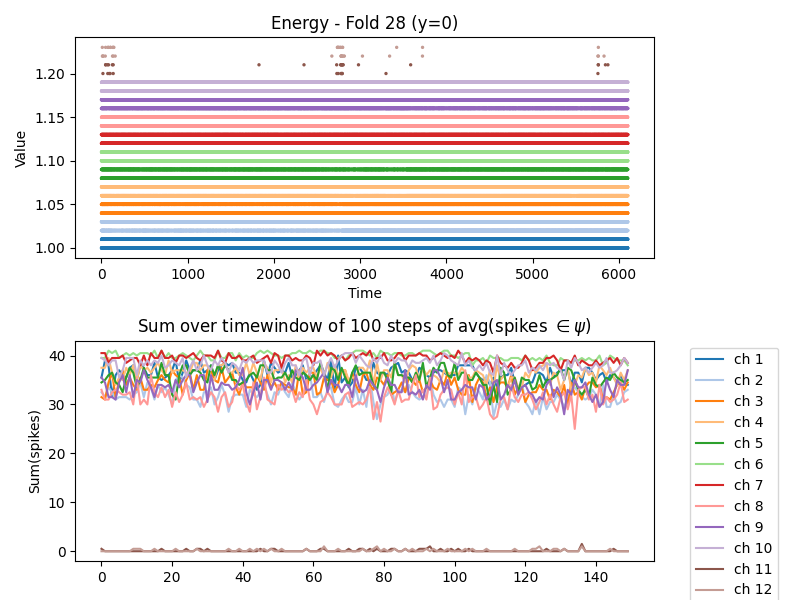 Energy - Fold 28 (y=0)
1.20
1.15
1.10
1.05
1.00
Value
0 1000 2000 3000 4000 5000 6000
Time
Sum over timewindow of 100 steps of avg(spikes ∈ ψ)
40
30
20
10
0
Sum(spikes)
0 20 40 60 80 100 120 140
ch 1
ch 2
ch 3
ch 4
ch 5
ch 6
ch 7
ch 8
ch 9
ch 10
ch 11
ch 12